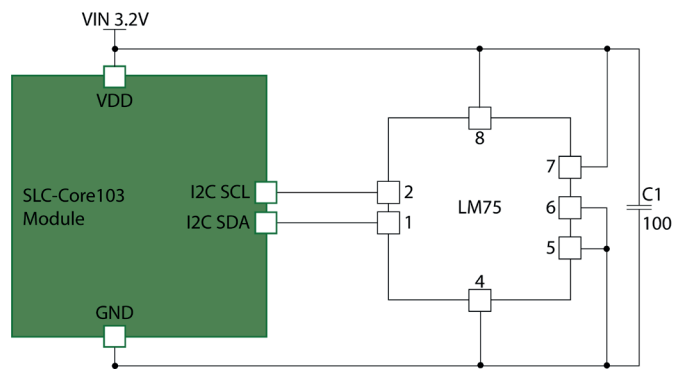 VIN 3.2V
VDD
8
7
SLC-Core103
Module
I2C SCL
2
LM75
6
C1
100
I2C SDA
1
5
4
GND